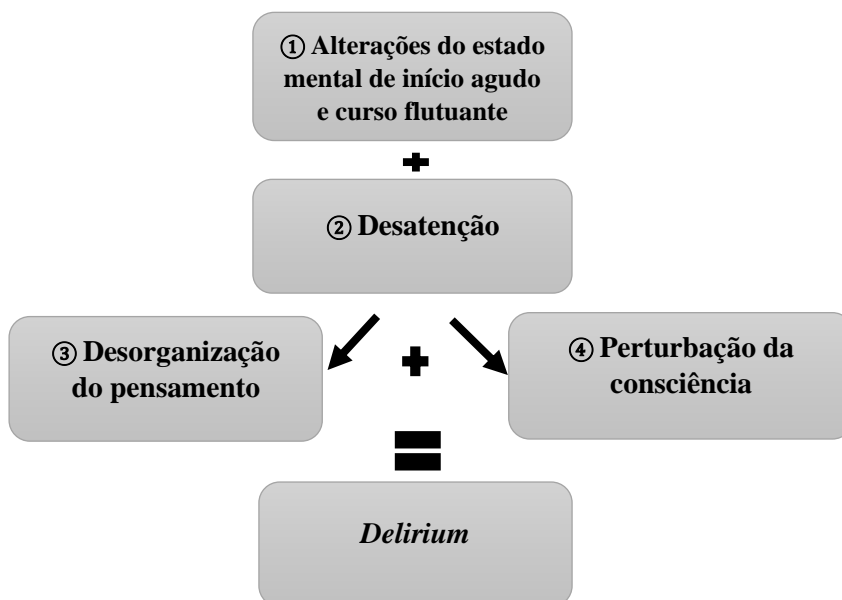 ① Alterações do estado
mental de início agudo
e curso flutuante
② Desatenção
③ Desorganização
do pensamento
④ Perturbação da
consciência
Delirium